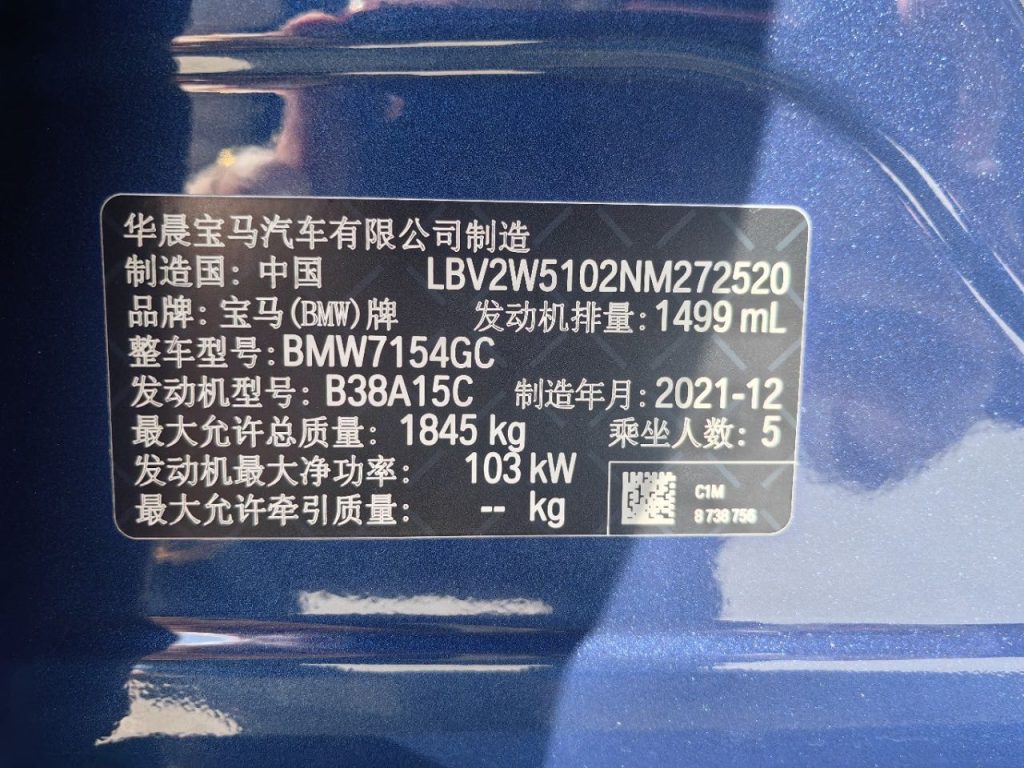 华晨宝马汽车有限公司制造
制造国：中国 LBV2W5102NM272520
品牌：宝马(BMW)牌 发动机排量：1499 mL
整车型号：BMW7154GC
发动机型号：B38A15C 制造年月：2021-12
最大允许总质量：1845 kg 乘坐人数：5
发动机最大净功率：103 kW
最大允许牵引质量：-- kg
C1M
8 738 756